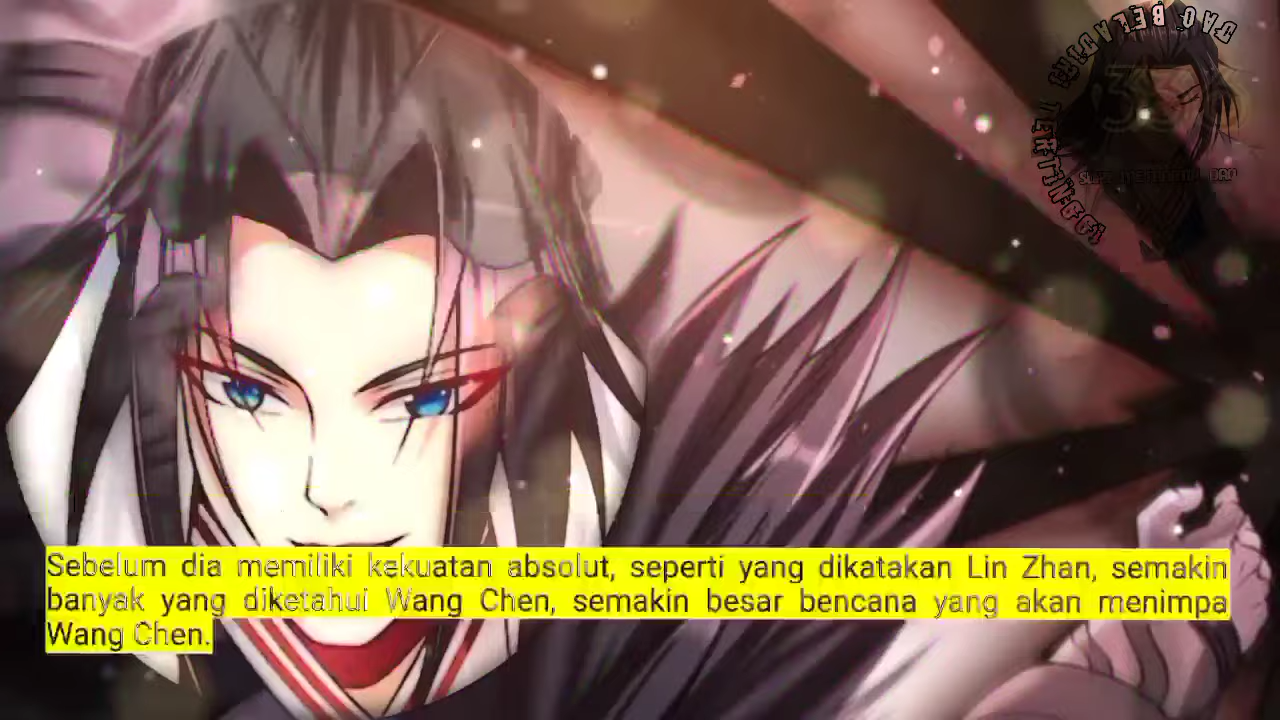 Sebelum dia memiliki kekuatan absolut, seperti yang dikatakan Lin Zhan, semakin
banyak yang diketahui Wang Chen, semakin besar bencana yang akan menimpa
Wang Chen.